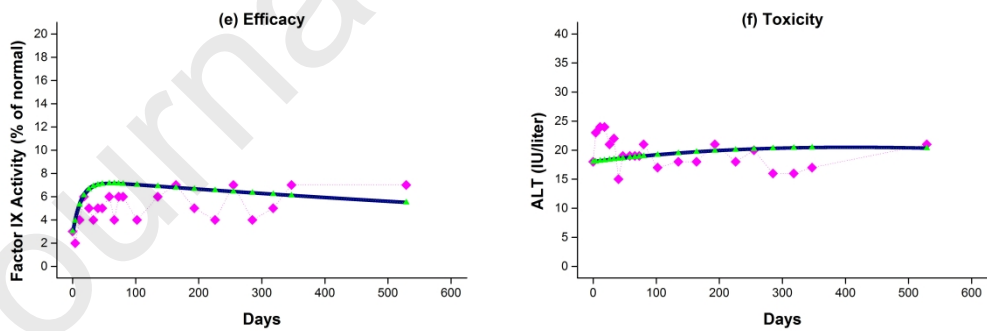 (e) Efficacy
Factor IX Activity (% of normal)
20
18
16
14
12
10
8
6
4
2
0
0 100 200 300 400 500 600
Days
(f) Toxicity
ALT (IU/liter)
40
35
30
25
20
15
10
5
0
0 100 200 300 400 500 600
Days
ourna